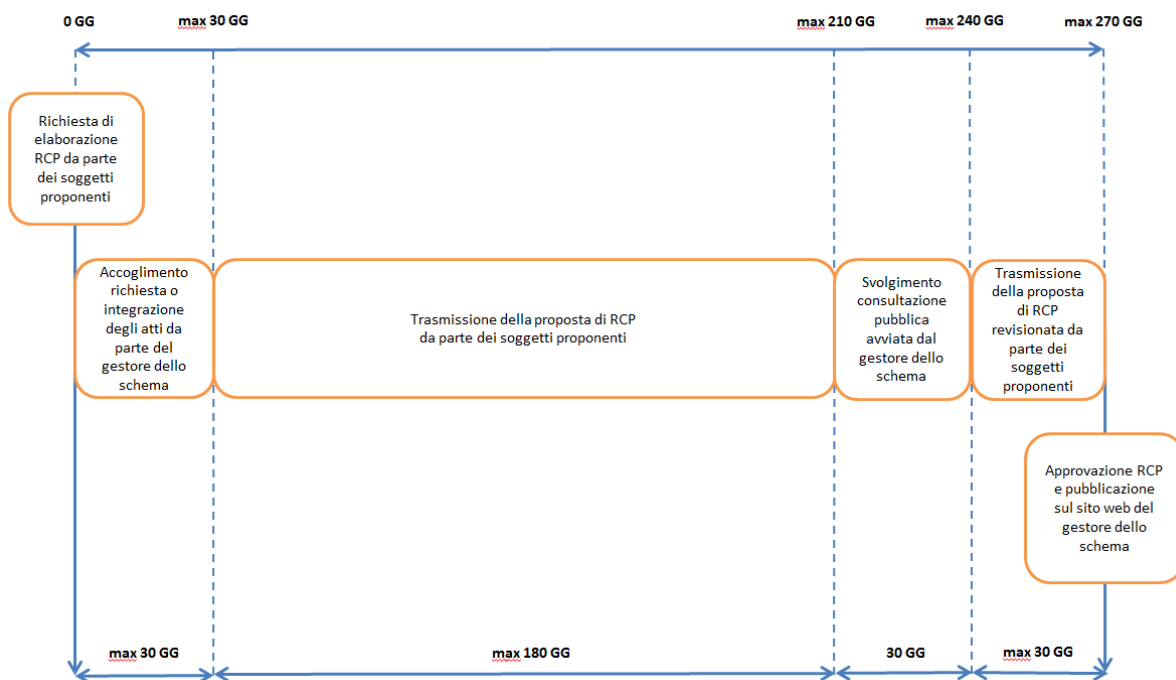 0 GG
max 30 GG
max 210 GG
max 240 GG
max 270 GG
Richiesta di
elaborazione
RCP da parte
dei soggetti
proponenti
Accoglimento
richiesta o
integrazione
degli atti da
parte del
gestore dello
schema
Trasmissione della proposta di RCP
da parte dei soggetti proponenti
Svolgimento
consultazione
pubblica
avviata dal
gestore dello
schema
Trasmissione
della proposta
di RCP
revisionata da
parte dei
soggetti
proponenti
Approvazione RCP
e pubblicazione
sul sito web del
gestore dello
schema
max 30 GG
max 180 GG
30 GG
max 30 GG